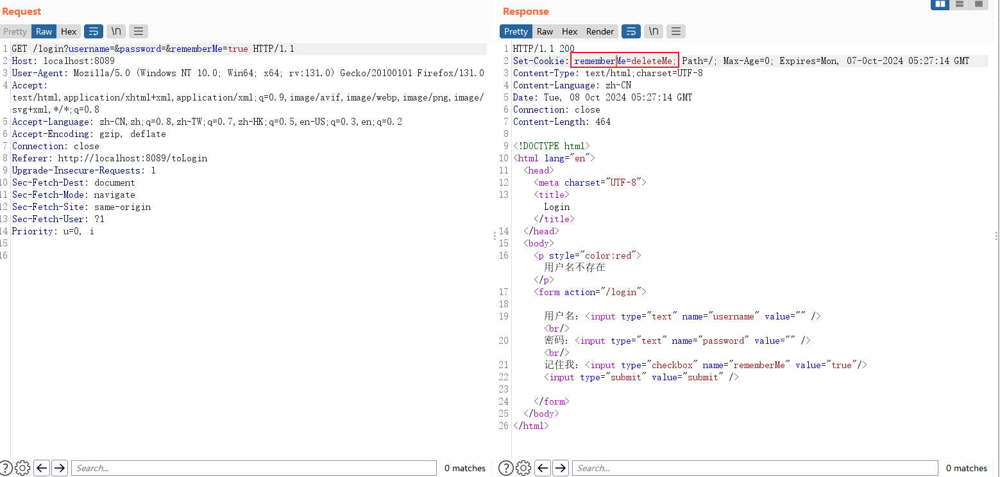 Request
Pretty Raw Hex \n
1 GET /login?username=&password=&rememberMe=true HTTP/1.1
2 Host: localhost:8089
3 User-Agent: Mozilla/5.0 (Windows NT 10.0; Win64; x64; rv:131.0) Gecko/20100101 Firefox/131.0
4 Accept:
text/html,application/xhtml+xml,application/xml;q=0.9,image/avif,image/webp,image/png,image/
svg+xml,*/*;q=0.8
5 Accept-Language: zh-CN,zh;q=0.8,zh-TW;q=0.7,zh-HK;q=0.5,en-US;q=0.3,en;q=0.2
6 Accept-Encoding: gzip, deflate
7 Connection: close
8 Referer: http://localhost:8089/toLogin
9 Upgrade-Insecure-Requests: 1
10 Sec-Fetch-Dest: document
11 Sec-Fetch-Mode: navigate
12 Sec-Fetch-Site: same-origin
13 Sec-Fetch-User: ?1
14 Priority: u=0, i
15
16
Search... 0 matches
Response
Pretty Raw Hex Render \n
1 HTTP/1.1 200
2 Set-Cookie: rememberMe=deleteMe; Path=/; Max-Age=0; Expires=Mon, 07-Oct-2024 05:27:14 GMT
3 Content-Type: text/html;charset=UTF-8
4 Content-Language: zh-CN
5 Date: Tue, 08 Oct 2024 05:27:14 GMT
6 Connection: close
7 Content-Length: 464
8
9 <!DOCTYPE html>
10 <html lang="en">
11 <head>
12 <meta charset="UTF-8">
13 <title>
Login
</title>
14 </head>
15 <body>
16 <p style="color:red">
用户名不存在
</p>
17 <form action="/login">
18
19 用户名：<input type="text" name="username" value="" />
<br/>
20 密码：<input type="text" name="password" value="" />
<br/>
21 记住我：<input type="checkbox" name="rememberMe" value="true"/>
22 <input type="submit" value="submit" />
23
24 </form>
25 </body>
26 </html>
Search... 0 matches